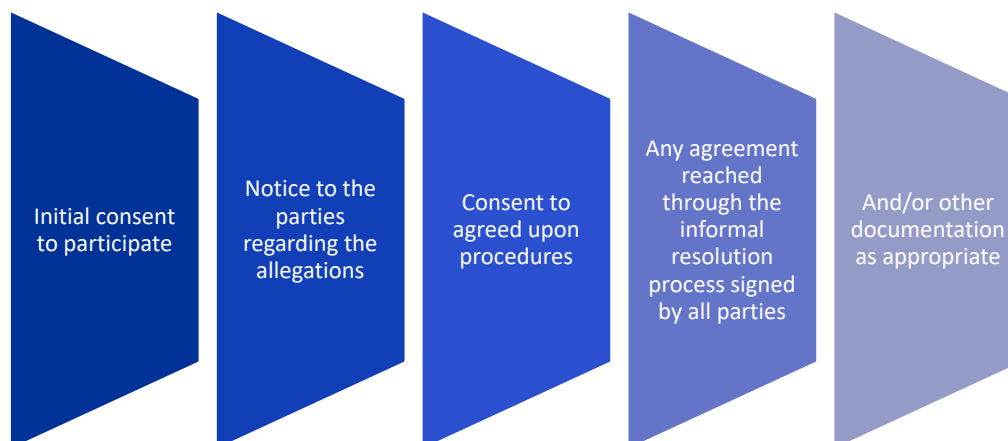 Initial consent
to participate
Notice to the
parties
regarding the
allegations
Consent to
agreed upon
procedures
Any agreement
reached
through the
informal
resolution
process signed
by all parties
And/or other
documentation
as appropriate